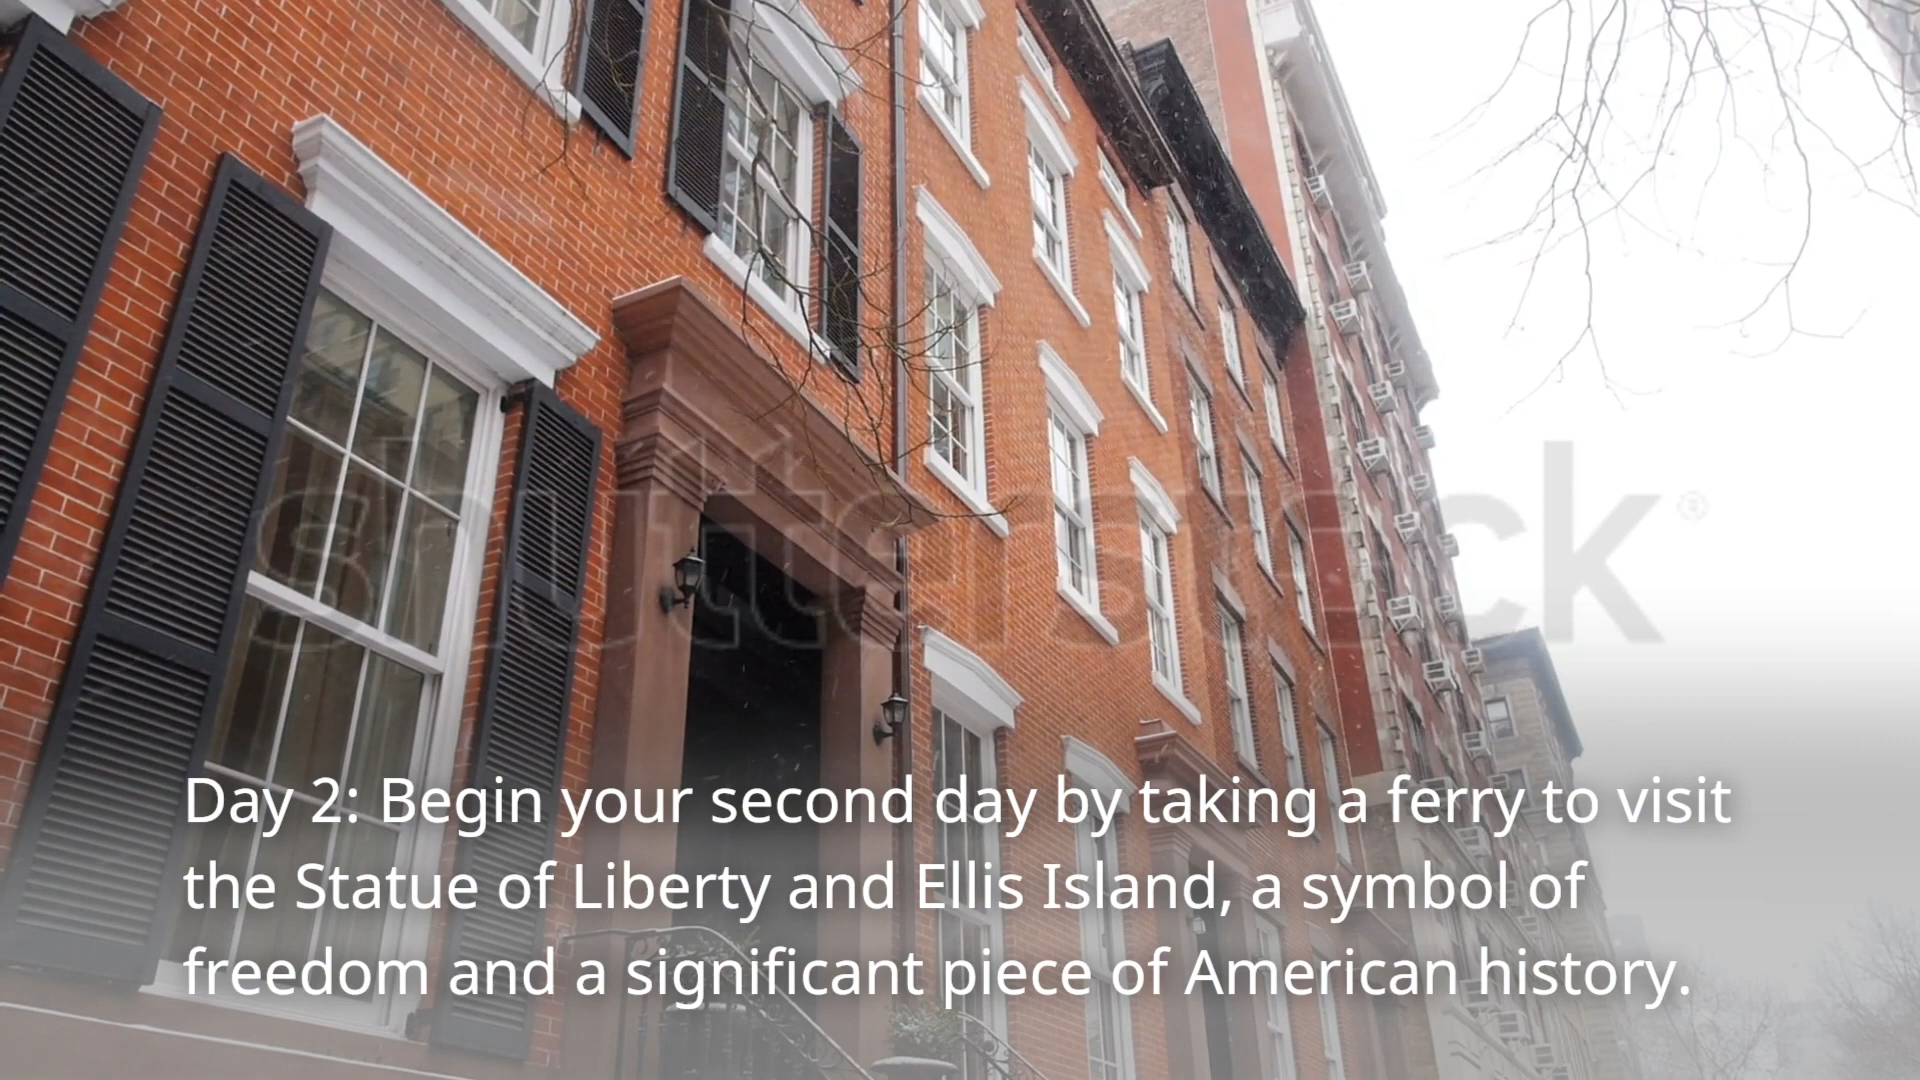 shutterstock
Day 2: Begin your second day by taking a ferry to visit
the Statue of Liberty and Ellis Island, a symbol of
freedom and a significant piece of American history.